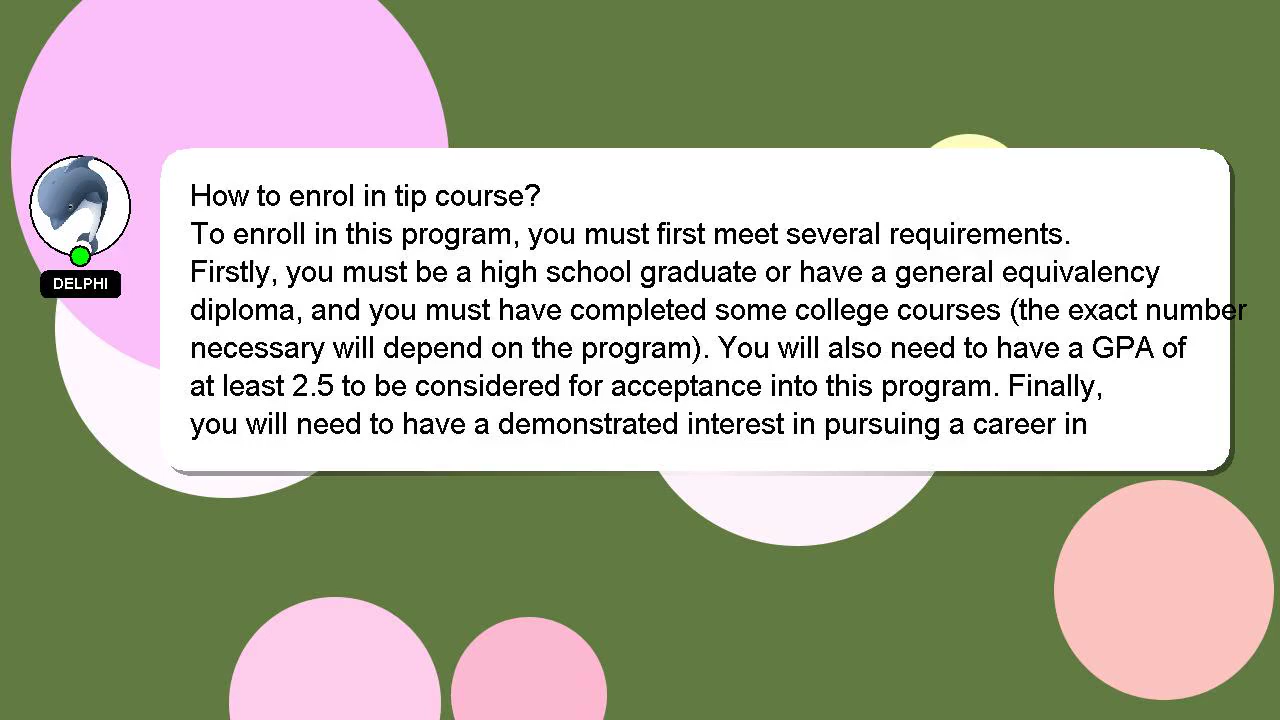 How to enrol in tip course?
To enroll in this program, you must first meet several requirements.
Firstly, you must be a high school graduate or have a general equivalency
diploma, and you must have completed some college courses (the exact number
necessary will depend on the program). You will also need to have a GPA of
at least 2.5 to be considered for acceptance into this program. Finally,
you will need to have a demonstrated interest in pursuing a career in
DELPHI